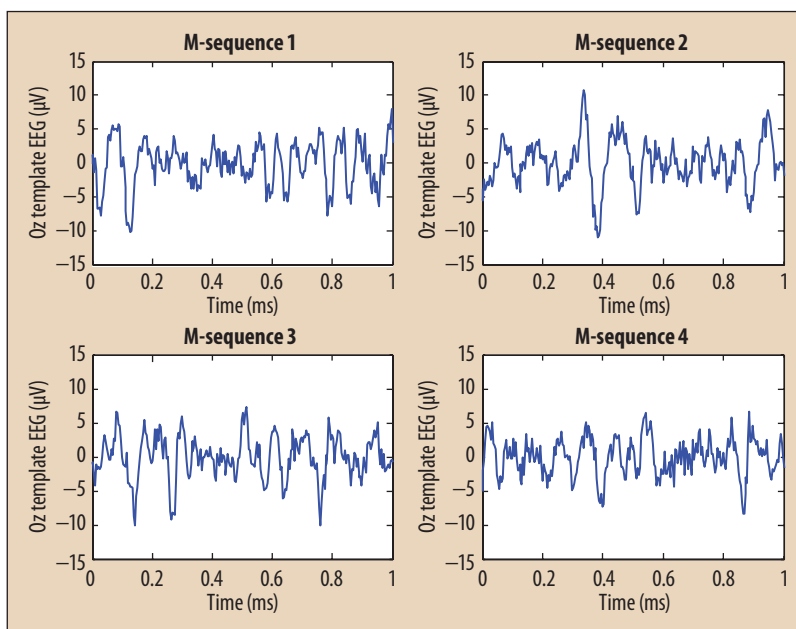 M-sequence 1
Oz template EEG (μV)
15
10
5
0
–5
–10
–15
0 0.2 0.4 0.6 0.8 1
Time (ms)
M-sequence 2
Oz template EEG (μV)
15
10
5
0
–5
–10
–15
0 0.2 0.4 0.6 0.8 1
Time (ms)
M-sequence 3
Oz template EEG (μV)
15
10
5
0
–5
–10
–15
0 0.2 0.4 0.6 0.8 1
Time (ms)
M-sequence 4
Oz template EEG (μV)
15
10
5
0
–5
–10
–15
0 0.2 0.4 0.6 0.8 1
Time (ms)